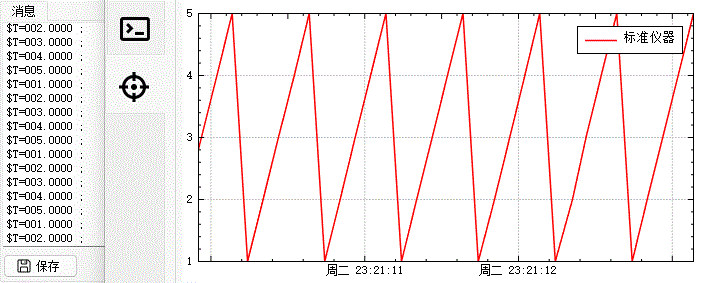 消息
$T=002.0000 ;
$T=003.0000 ;
$T=004.0000 ;
$T=005.0000 ;
$T=001.0000 ;
$T=002.0000 ;
$T=003.0000 ;
$T=004.0000 ;
$T=005.0000 ;
$T=001.0000 ;
$T=002.0000 ;
$T=003.0000 ;
$T=004.0000 ;
$T=005.0000 ;
$T=001.0000 ;
$T=002.0000 ;
保存
5
4
3
2
1
标准仪器
周二 23:21:11
周二 23:21:12